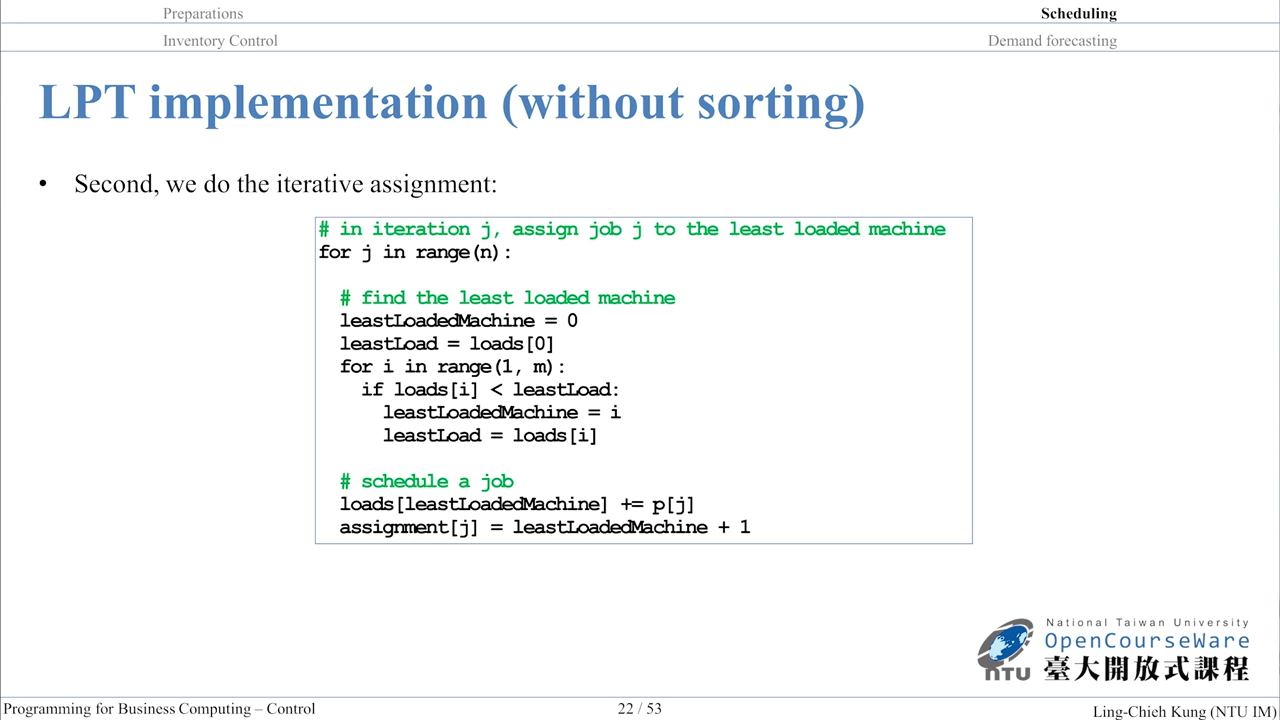 Preparations
Scheduling
Inventory Control
Demand forecasting
LPT implementation (without sorting)
• Second, we do the iterative assignment:
# in iteration j, assign job j to the least loaded machine
for j in range(n):
  # find the least loaded machine
  leastLoadedMachine = 0
  leastLoad = loads[0]
  for i in range(1, m):
    if loads[i] < leastLoad:
      leastLoadedMachine = i
      leastLoad = loads[i]
  # schedule a job
  loads[leastLoadedMachine] += p[j]
  assignment[j] = leastLoadedMachine + 1
National Taiwan University
OpenCourseWare
NTU 臺大開放式課程
Programming for Business Computing – Control
22 / 53
Ling-Chieh Kung (NTU IM)